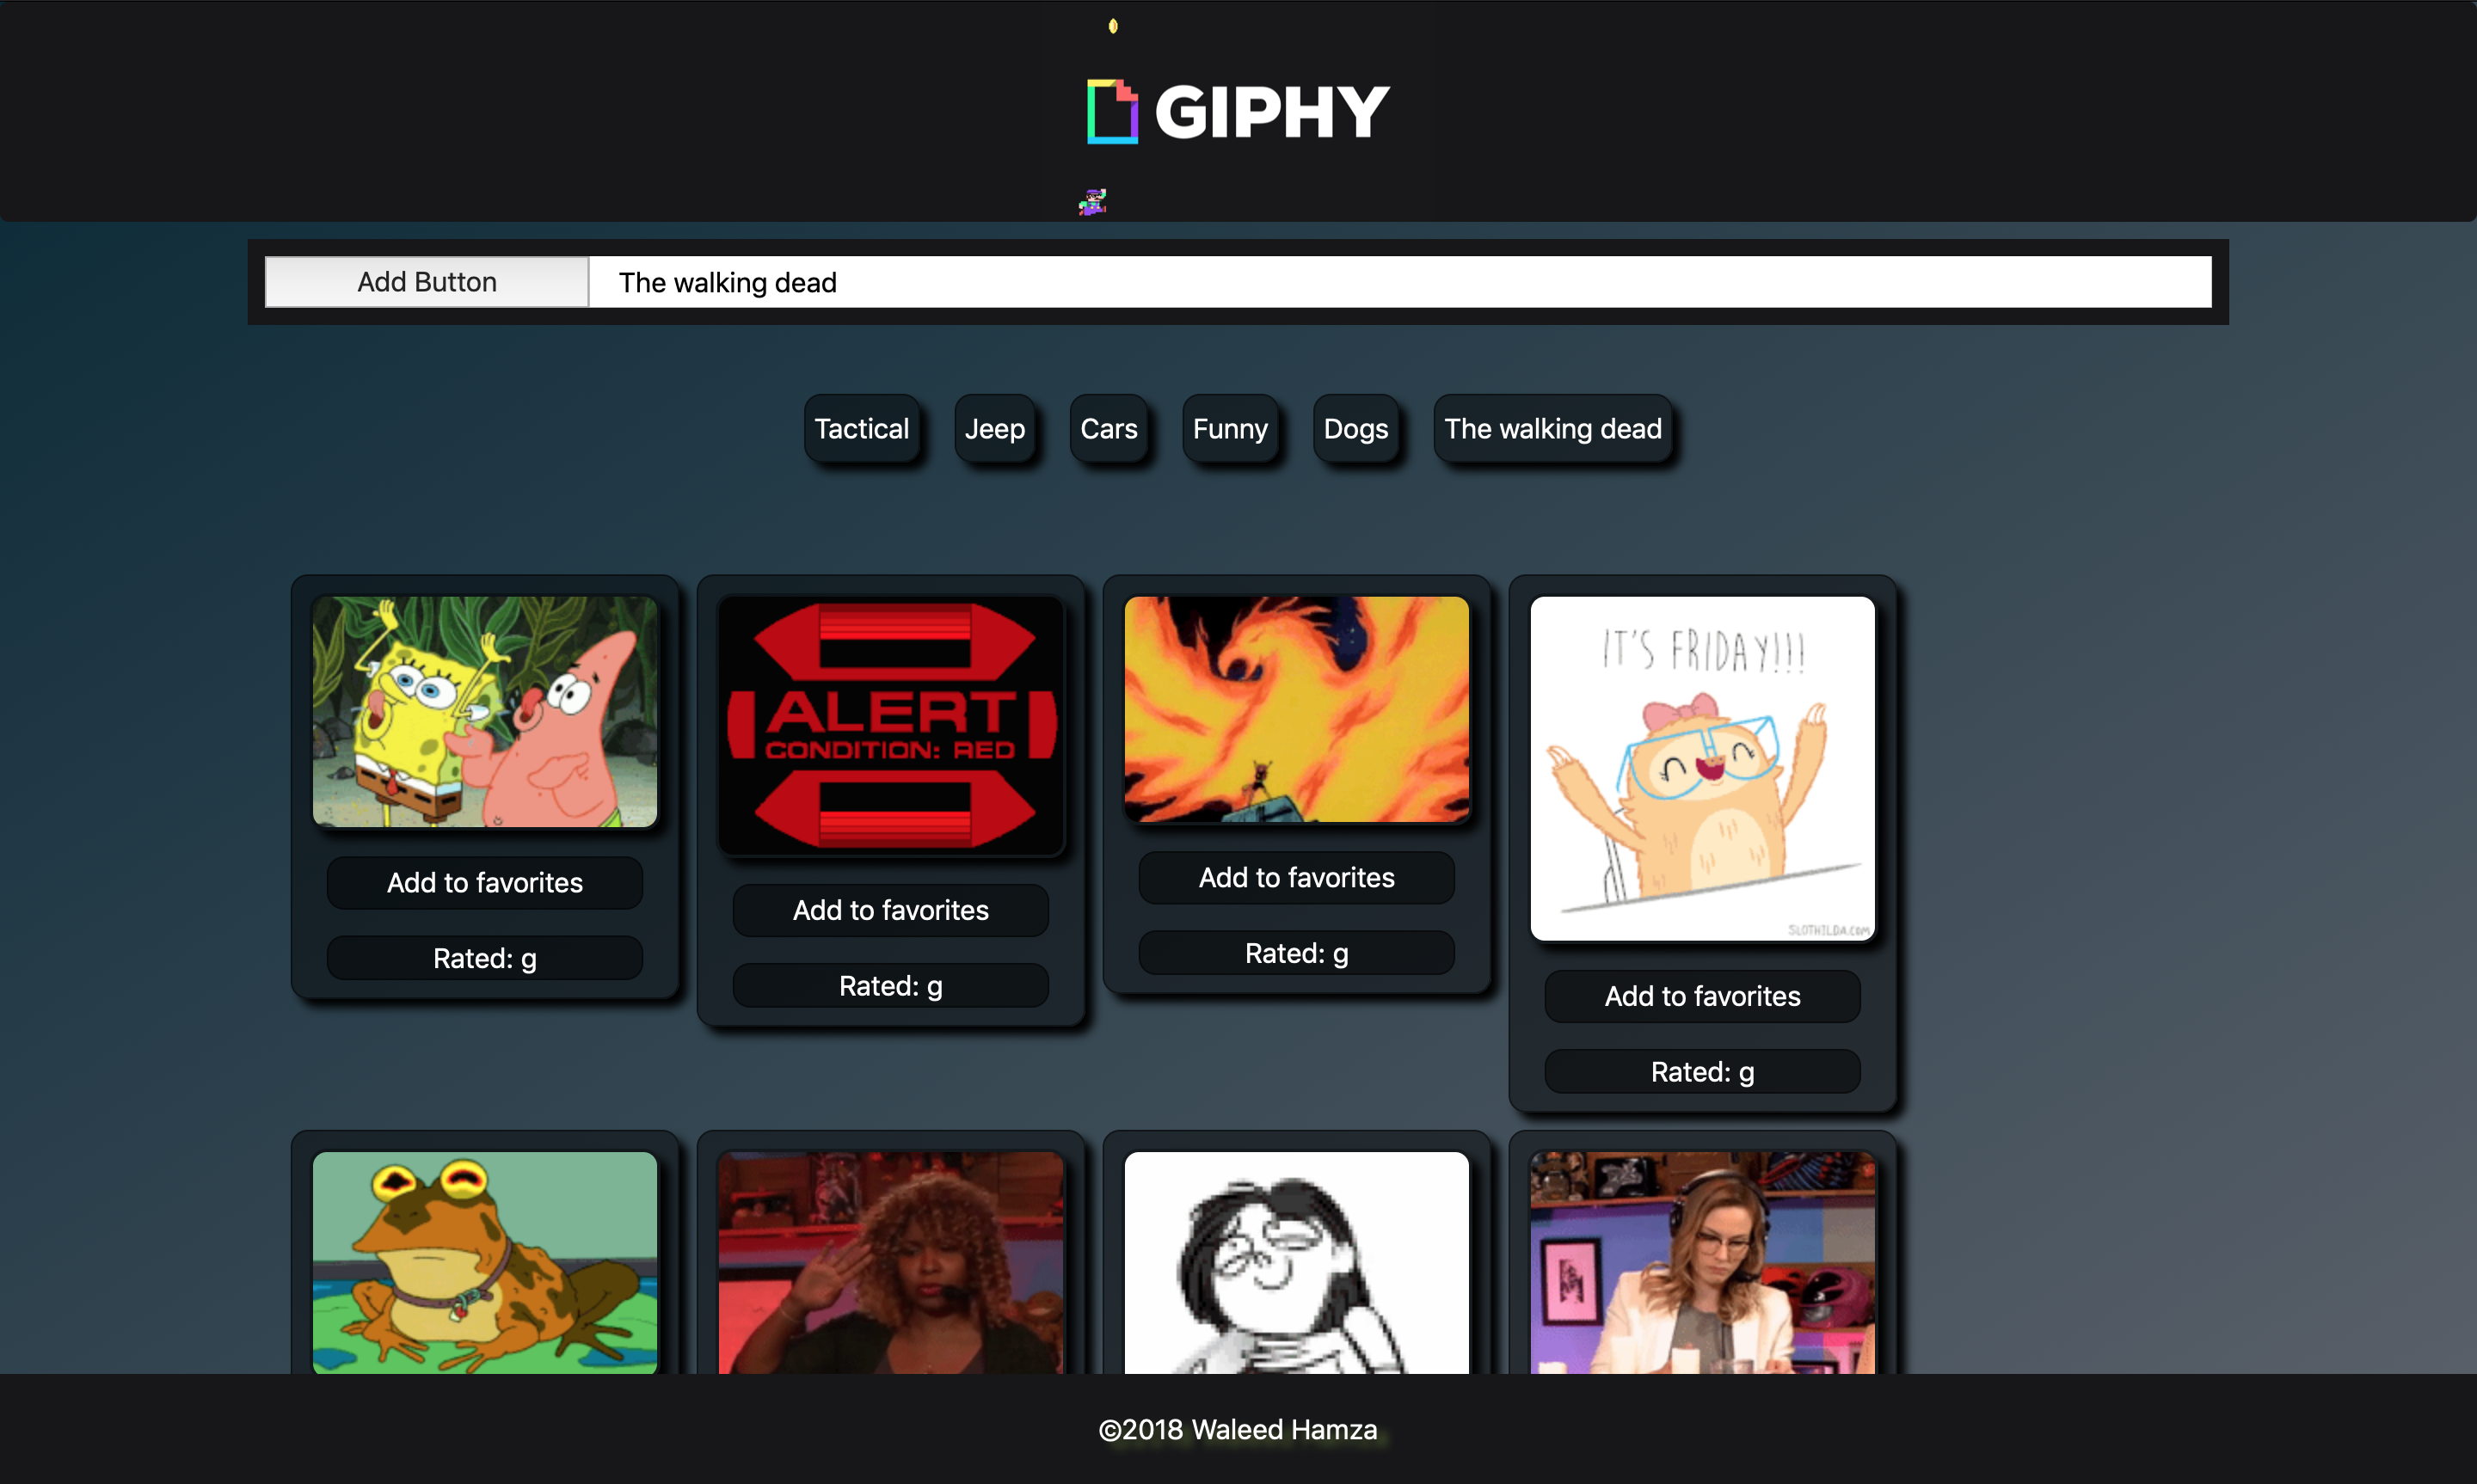 GIPHY
Add Button The walking dead
Tactical Jeep Cars Funny Dogs The walking dead
ALERT
CONDITION: RED
IT'S FRIDAY!!!
SLOTHILDA.COM
Add to favorites Add to favorites Add to favorites Add to favorites
Rated: g Rated: g Rated: g Rated: g
©2018 Waleed Hamza